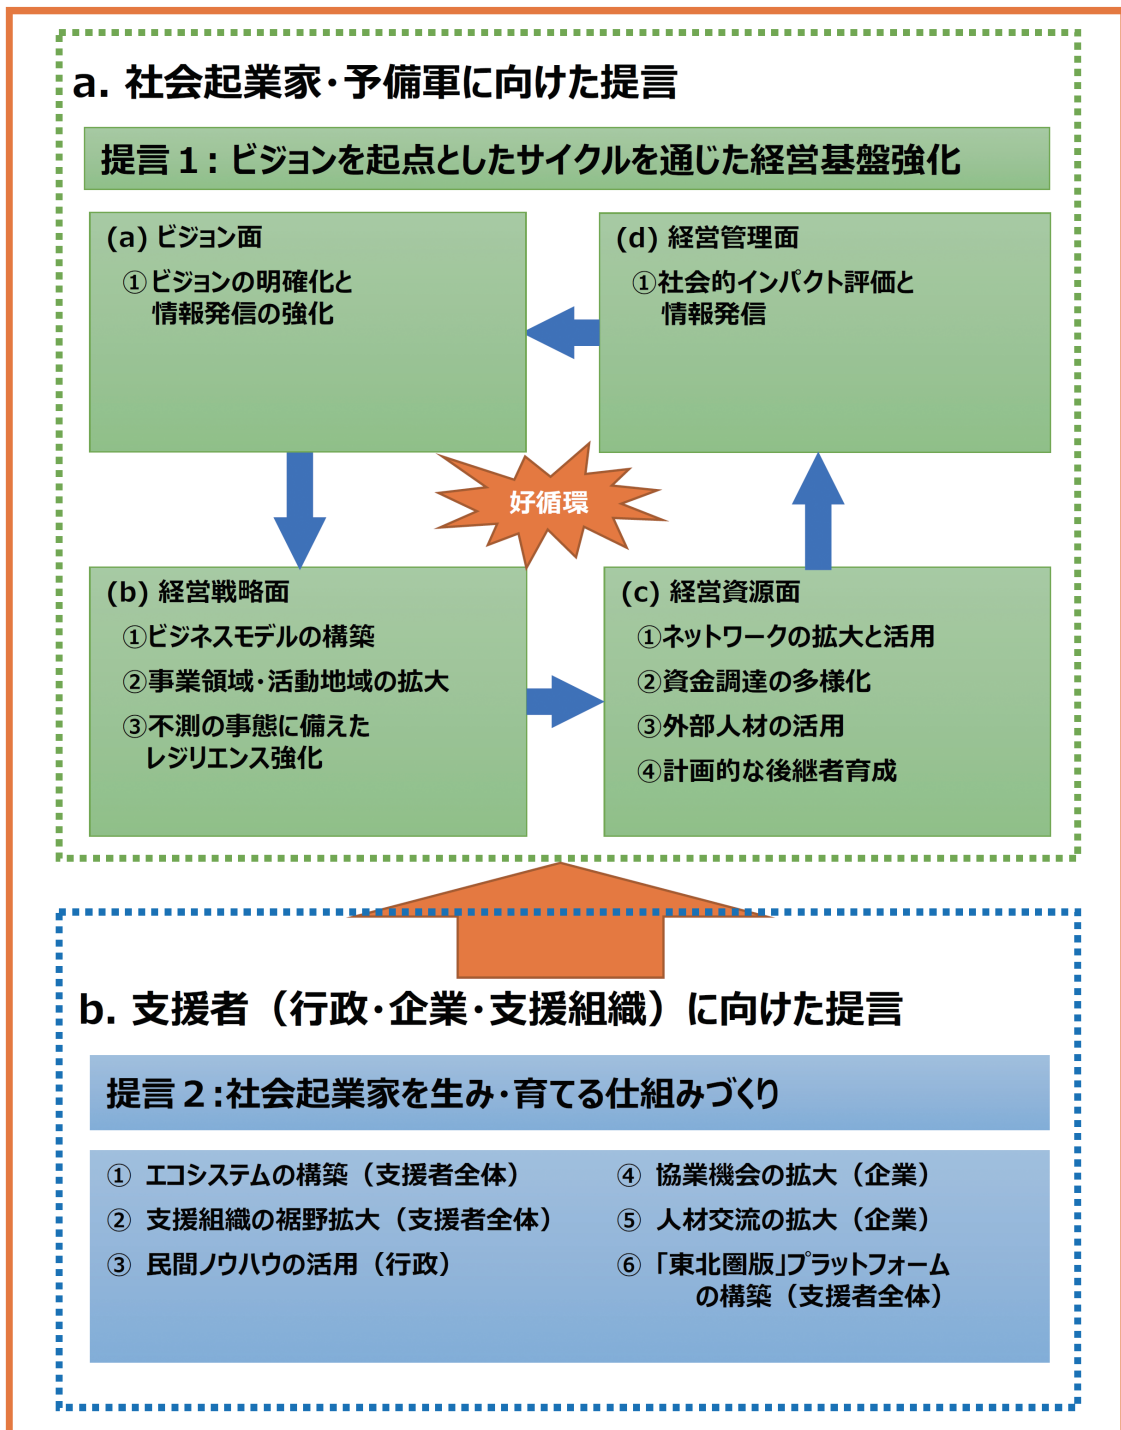 a. 社会起業家・予備軍に向けた提言
提言１: ビジョンを起点としたサイクルを通じた経営基盤強化
(a) ビジョン面
①ビジョンの明確化と
情報発信の強化
(d) 経営管理面
①社会的インパクト評価と
情報発信
好循環
(b) 経営戦略面
①ビジネスモデルの構築
②事業領域・活動地域の拡大
③不測の事態に備えた
レジリエンス強化
(c) 経営資源面
①ネットワークの拡大と活用
②資金調達の多様化
③外部人材の活用
④計画的な後継者育成
b. 支援者（行政・企業・支援組織）に向けた提言
提言２:社会起業家を生み・育てる仕組みづくり
① エコシステムの構築（支援者全体）
② 支援組織の裾野拡大（支援者全体）
③ 民間ノウハウの活用（行政）
④ 協業機会の拡大（企業）
⑤ 人材交流の拡大（企業）
⑥ 「東北圏版」プラットフォーム
の構築（支援者全体）